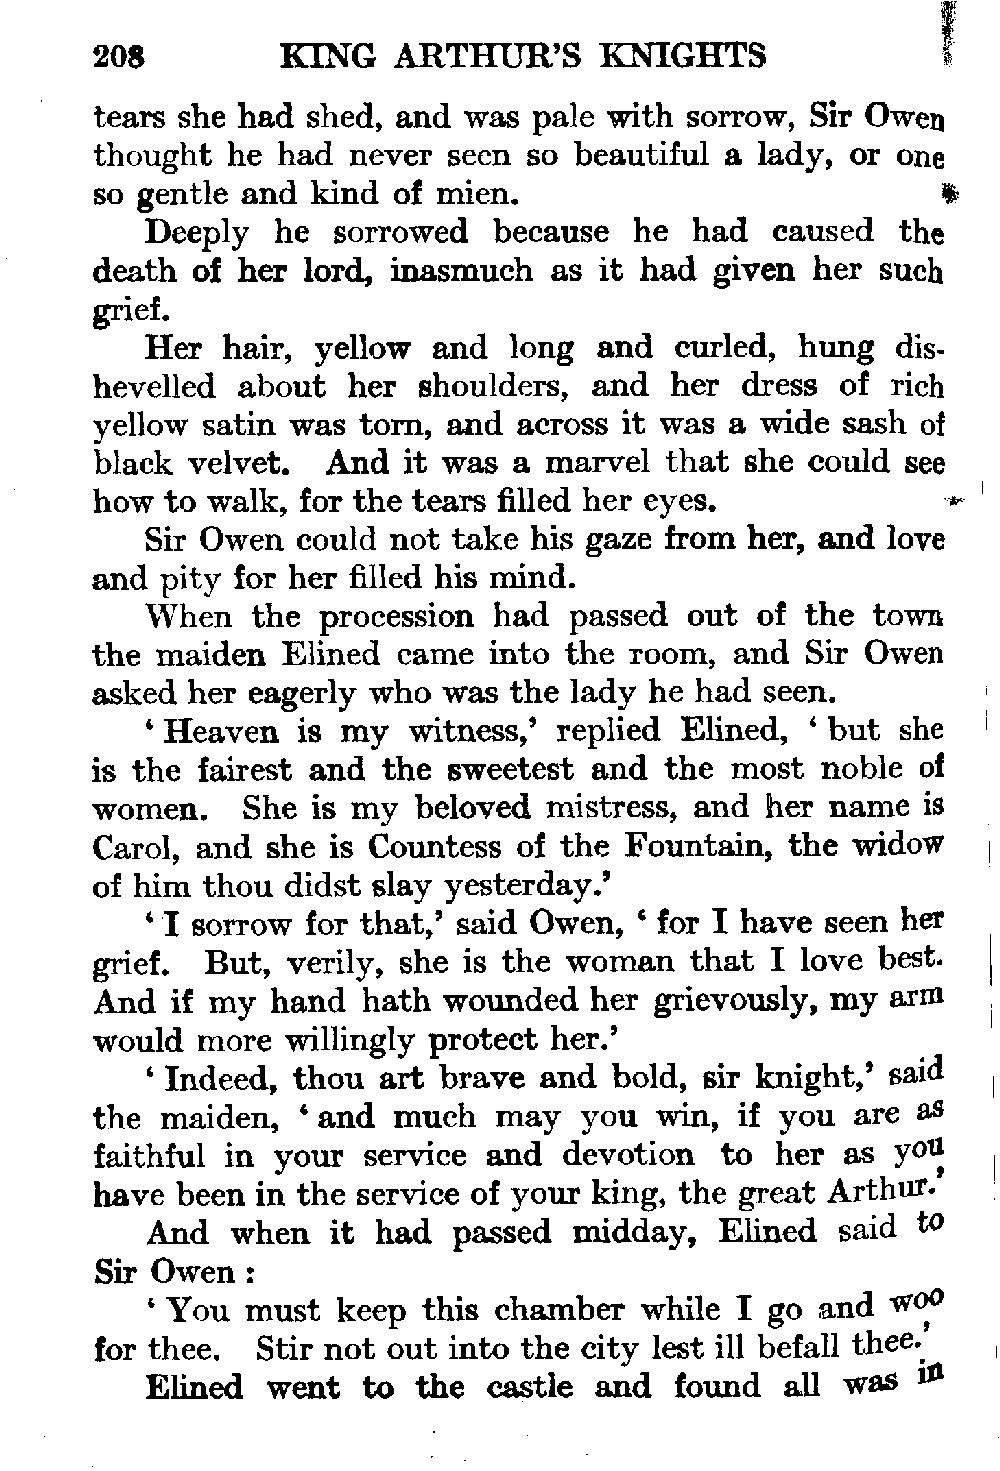 208 KING ARTHUR'S KNIGHTS
tears she had shed, and was pale with sorrow, Sir Owen
thought he had never seen so beautiful a lady, or one
so gentle and kind of mien.
Deeply he sorrowed because he had caused the
death of her lord, inasmuch as it had given her such
grief.
Her hair, yellow and long and curled, hung dis-
hevelled about her shoulders, and her dress of rich
yellow satin was torn, and across it was a wide sash of
black velvet. And it was a marvel that she could see
how to walk, for the tears filled her eyes.
Sir Owen could not take his gaze from her, and love
and pity for her filled his mind.
When the procession had passed out of the town
the maiden Elined came into the room, and Sir Owen
asked her eagerly who was the lady he had seen.
‘ Heaven is my witness,’ replied Elined, ‘ but she
is the fairest and the sweetest and the most noble of
women. She is my beloved mistress, and her name is
Carol, and she is Countess of the Fountain, the widow
of him thou didst slay yesterday.’
‘ I sorrow for that,’ said Owen, ‘ for I have seen her
grief. But, verily, she is the woman that I love best.
And if my hand hath wounded her grievously, my arm
would more willingly protect her.’
‘ Indeed, thou art brave and bold, sir knight,’ said
the maiden, ‘ and much may you win, if you are as
faithful in your service and devotion to her as you
have been in the service of your king, the great Arthur.’
And when it had passed midday, Elined said to
Sir Owen :
‘ You must keep this chamber while I go and woo
for thee. Stir not out into the city lest ill befall thee.’
Elined went to the castle and found all was in